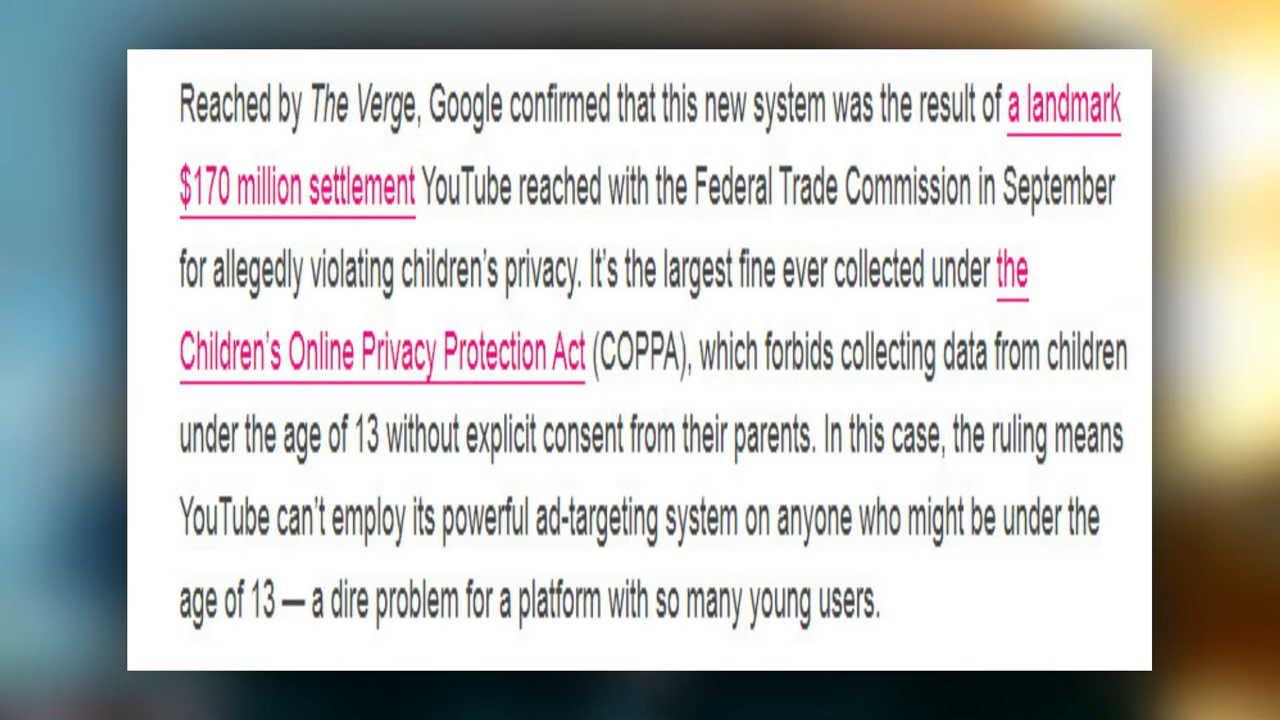 Reached by The Verge, Google confirmed that this new system was the result of a landmark
$170 million settlement YouTube reached with the Federal Trade Commission in September
for allegedly violating children’s privacy. It’s the largest fine ever collected under the
Children’s Online Privacy Protection Act (COPPA), which forbids collecting data from children
under the age of 13 without explicit consent from their parents. In this case, the ruling means
YouTube can’t employ its powerful ad-targeting system on anyone who might be under the
age of 13 — a dire problem for a platform with so many young users.